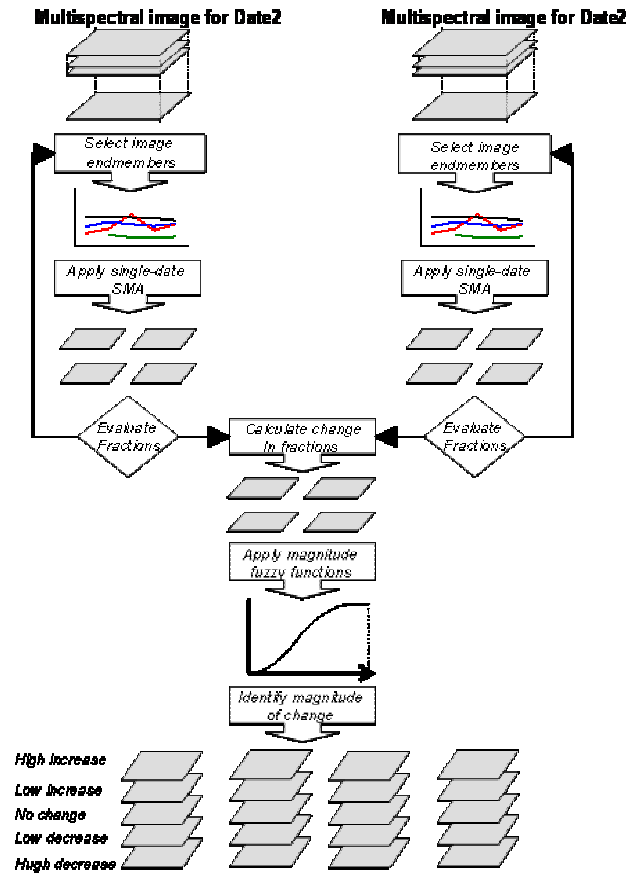 Multispectral image for Date2
Multispectral image for Date2
Select image
endmembers
Select image
endmembers
Apply single-date
SMA
Apply single-date
SMA
Evaluate
Fractions
Calculate change
in fractions
Evaluate
Fractions
Apply magnitude
fuzzy functions
Identify magnitude
of change
High increase
Low increase
No change
Low decrease
Hugh decrease